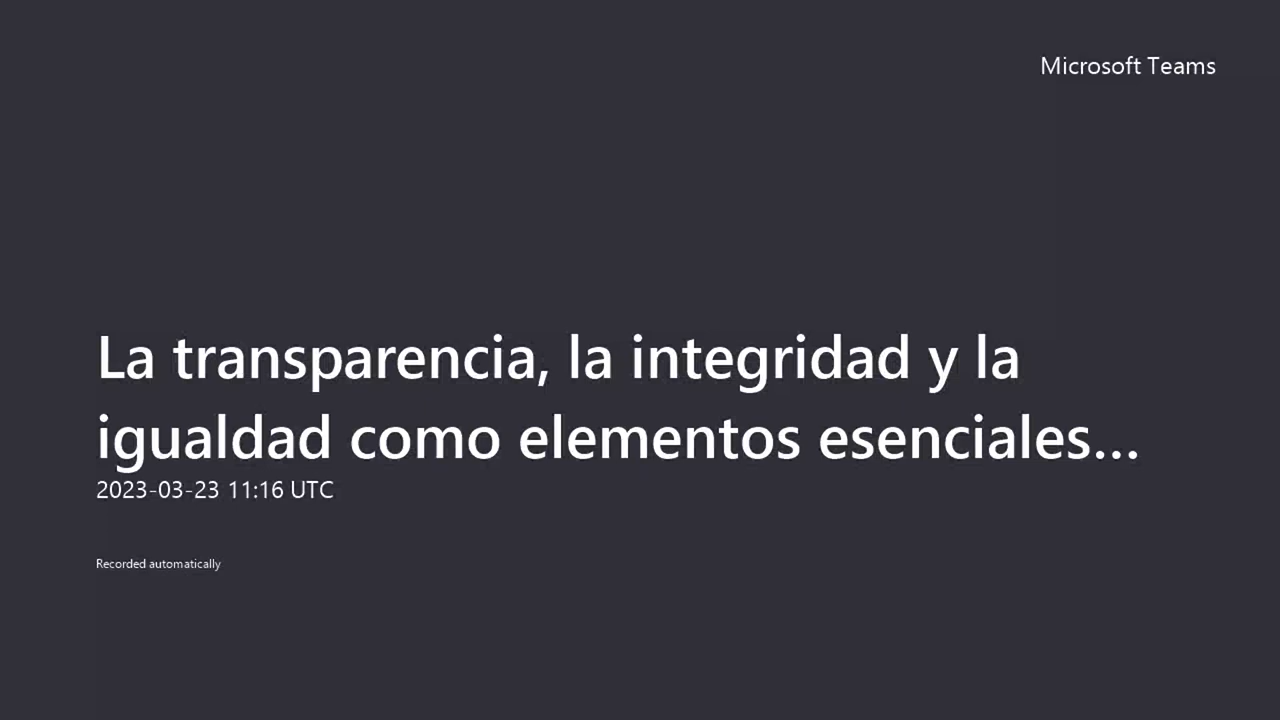 Microsoft Teams
La transparencia, la integridad y la
igualdad como elementos esenciales...
2023-03-23 11:16 UTC
Recorded automatically